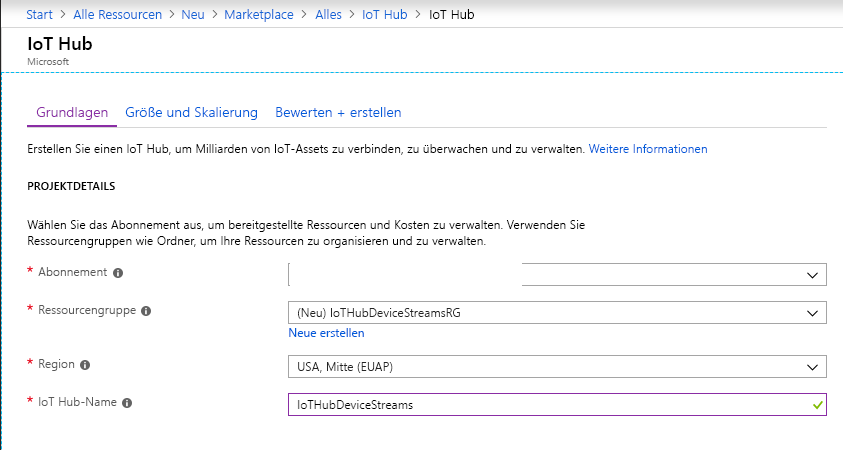 Start > Alle Ressourcen > Neu > Marketplace > Alles > IoT Hub > IoT Hub
IoT Hub
Microsoft
Grundlagen Größe und Skalierung Bewerten + erstellen
Erstellen Sie einen IoT Hub, um Milliarden von IoT-Assets zu verbinden, zu überwachen und zu verwalten. Weitere Informationen
PROJEKTDETAILS
Wählen Sie das Abonnement aus, um bereitgestellte Ressourcen und Kosten zu verwalten. Verwenden Sie
Ressourcengruppen wie Ordner, um Ihre Ressourcen zu organisieren und zu verwalten.
* Abonnement
* Ressourcengruppe (Neu) IoTHubDeviceStreamsRG
Neue erstellen
* Region USA, Mitte (EUAP)
* IoT Hub-Name IoTHubDeviceStreams